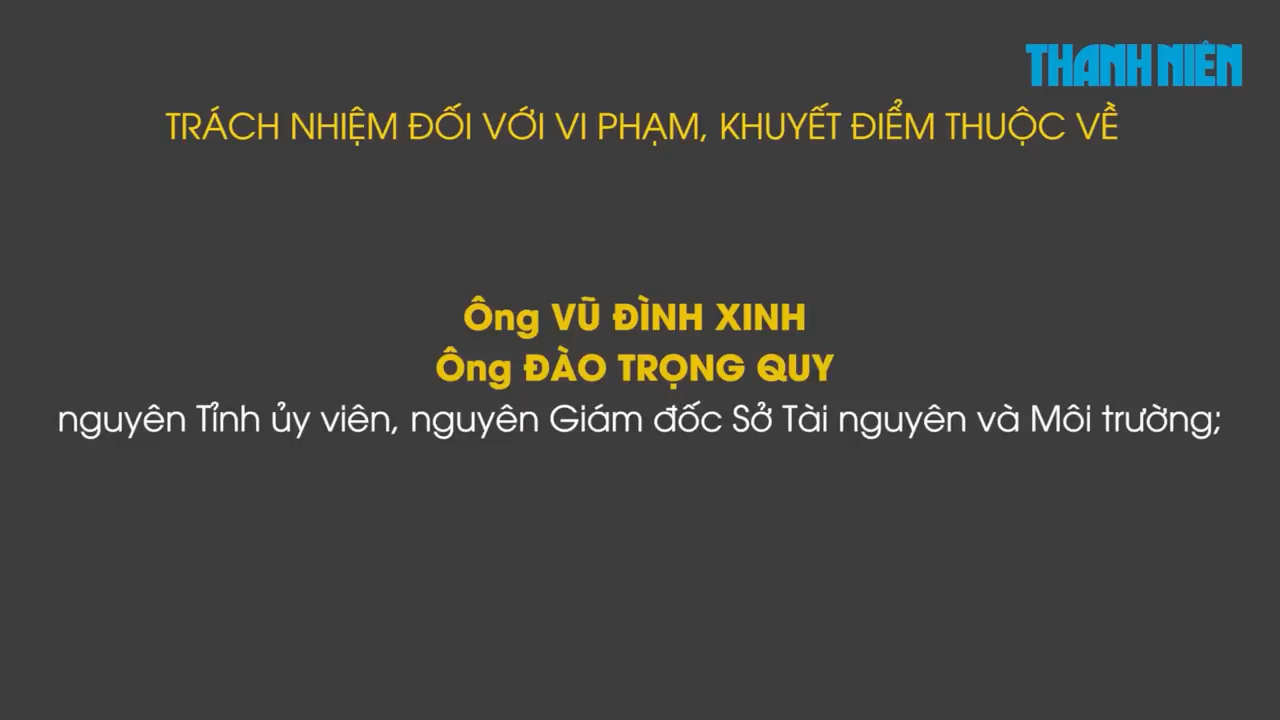 THANH NIÊN
TRÁCH NHIỆM ĐỐI VỚI VI PHẠM, KHUYẾT ĐIỂM THUỘC VỀ
Ông VŨ ĐÌNH XINH
Ông ĐÀO TRỌNG QUY
nguyên Tỉnh ủy viên, nguyên Giám đốc Sở Tài nguyên và Môi trường;